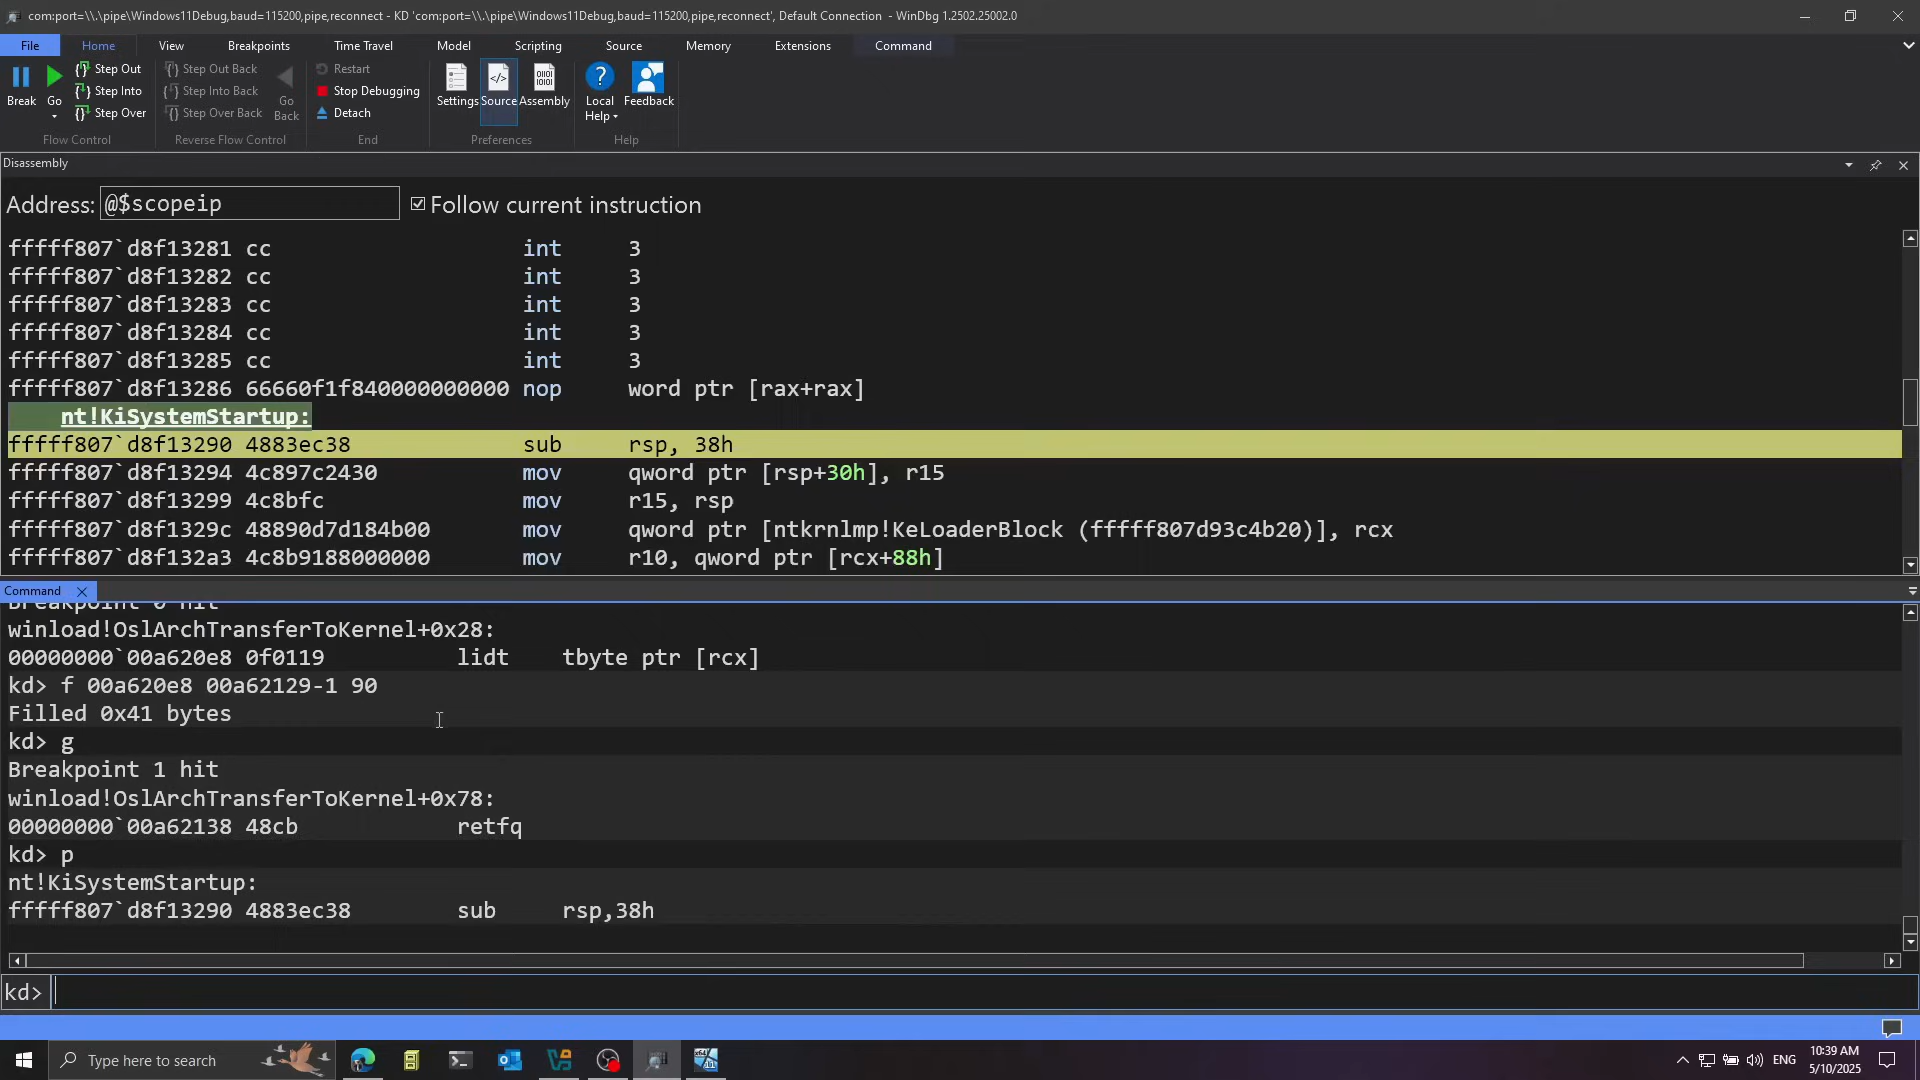 com:port=\\.\pipe\Windows11Debug,baud=115200,pipe,reconnect - KD 'com:port=\\.\pipe\Windows11Debug,baud=115200,pipe,reconnect', Default Connection - WinDbg 1.2502.25002.0
File Home View Breakpoints Time Travel Model Scripting Source Memory Extensions Command
Break
Go
Step Out
Step Into
Step Over
Flow Control
Step Out Back
Step Into Back
Step Over Back
Go
Back
Reverse Flow Control
Restart
Stop Debugging
Detach
End
Settings
Source
Assembly
Preferences
Local
Help
Feedback
Help
Disassembly
Address: @$scopeip Follow current instruction
fffff807`d8f13281 cc int 3
fffff807`d8f13282 cc int 3
fffff807`d8f13283 cc int 3
fffff807`d8f13284 cc int 3
fffff807`d8f13285 cc int 3
fffff807`d8f13286 66660f1f840000000000 nop word ptr [rax+rax]
nt!KiSystemStartup:
fffff807`d8f13290 4883ec38 sub rsp, 38h
fffff807`d8f13294 4c897c2430 mov qword ptr [rsp+30h], r15
fffff807`d8f13299 4c8bfc mov r15, rsp
fffff807`d8f1329c 48890d7d184b00 mov qword ptr [ntkrnlmp!KeLoaderBlock (fffff807d93c4b20)], rcx
fffff807`d8f132a3 4c8b9188000000 mov r10, qword ptr [rcx+88h]
Command
Breakpoint 0 hit
winload!OslArchTransferToKernel+0x28:
00000000`00a620e8 0f0119 lidt tbyte ptr [rcx]
kd> f 00a620e8 00a62129-1 90
Filled 0x41 bytes
kd> g
Breakpoint 1 hit
winload!OslArchTransferToKernel+0x78:
00000000`00a62138 48cb retfq
kd> p
nt!KiSystemStartup:
fffff807`d8f13290 4883ec38 sub rsp,38h
kd>
Type here to search
ENG
10:39 AM
5/10/2025